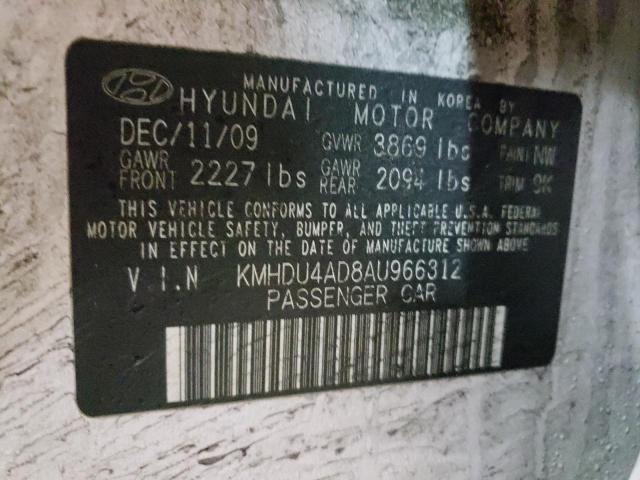 MANUFACTURED IN KOREA BY
HYUNDAI MOTOR COMPANY
DEC/11/09 GVWR 3869 lbs PAINT NW
GAWR FRONT 2227 lbs GAWR REAR 2094 lbs TRIM 9K
THIS VEHICLE CONFORMS TO ALL APPLICABLE U.S.A. FEDERAL
MOTOR VEHICLE SAFETY, BUMPER, AND THEFT PREVENTION STANDARDS
IN EFFECT ON THE DATE OF MANUFACTURE SHOWN ABOVE.
V I.N KMHDU4AD8AU966312
PASSENGER CAR